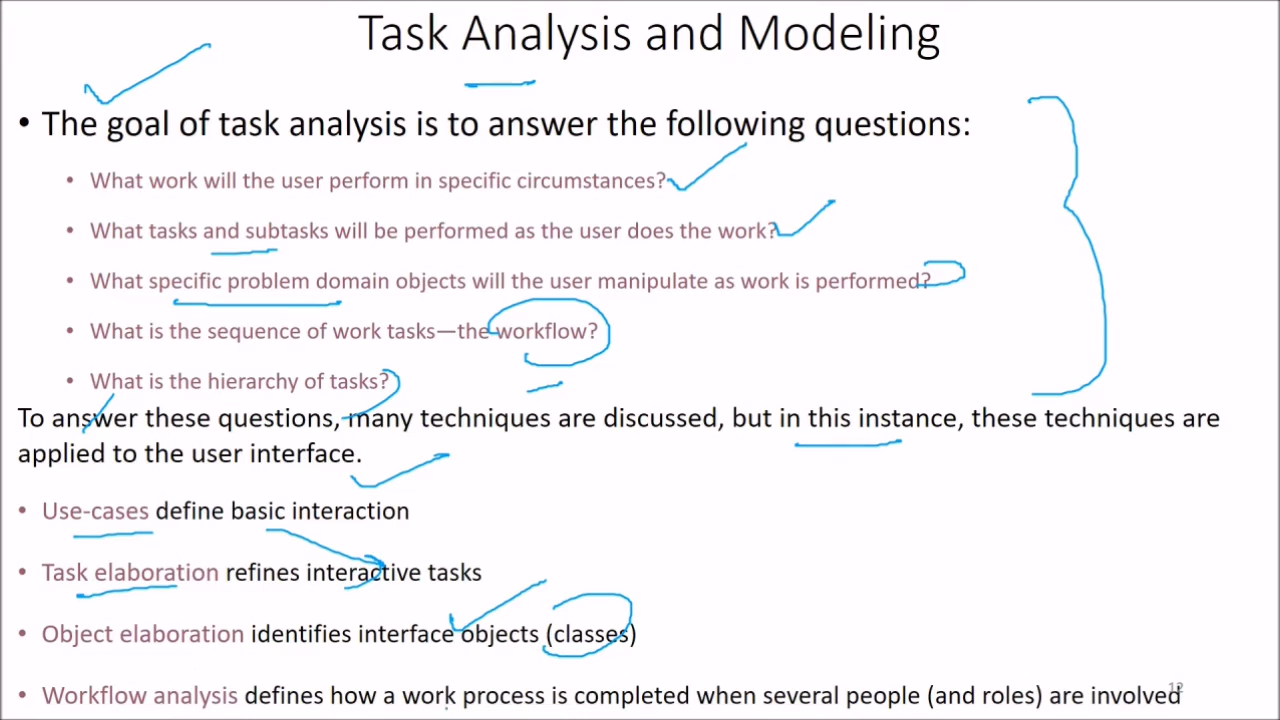 Task Analysis and Modeling
• The goal of task analysis is to answer the following questions:
• What work will the user perform in specific circumstances?
• What tasks and subtasks will be performed as the user does the work?
• What specific problem domain objects will the user manipulate as work is performed?
• What is the sequence of work tasks—the workflow?
• What is the hierarchy of tasks?
To answer these questions, many techniques are discussed, but in this instance, these techniques are
applied to the user interface.
• Use-cases define basic interaction
• Task elaboration refines interactive tasks
• Object elaboration identifies interface objects (classes)
• Workflow analysis defines how a work process is completed when several people (and roles) are involved
12